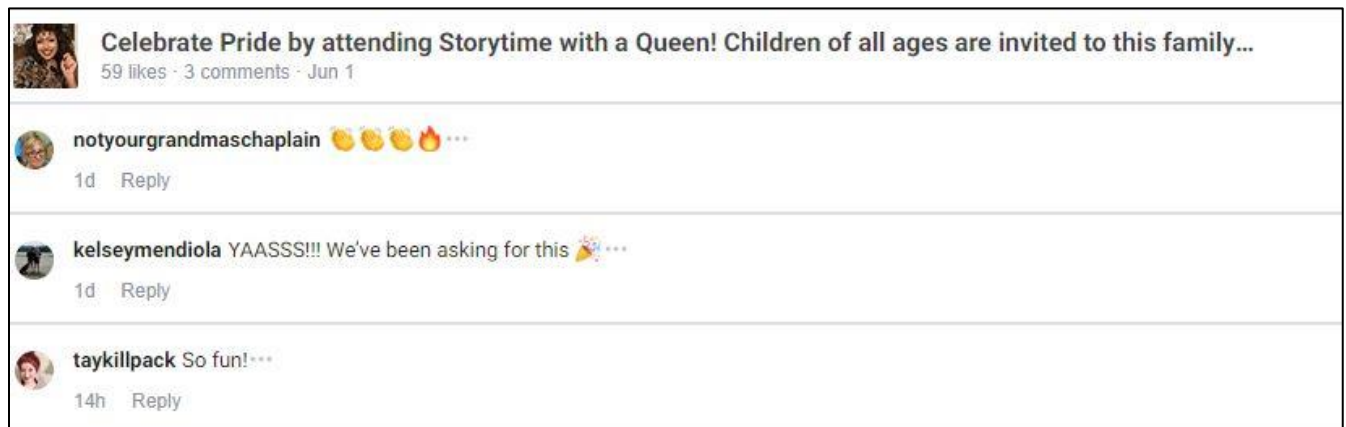 Celebrate Pride by attending Storytime with a Queen! Children of all ages are invited to this family...
59 likes · 3 comments · Jun 1
notyourgrandmaschaplain 👏👏👏🔥 ···
1d Reply
kelseymendiola YAASSS!!! We've been asking for this 🎉 ···
1d Reply
taykillpack So fun! ···
14h Reply